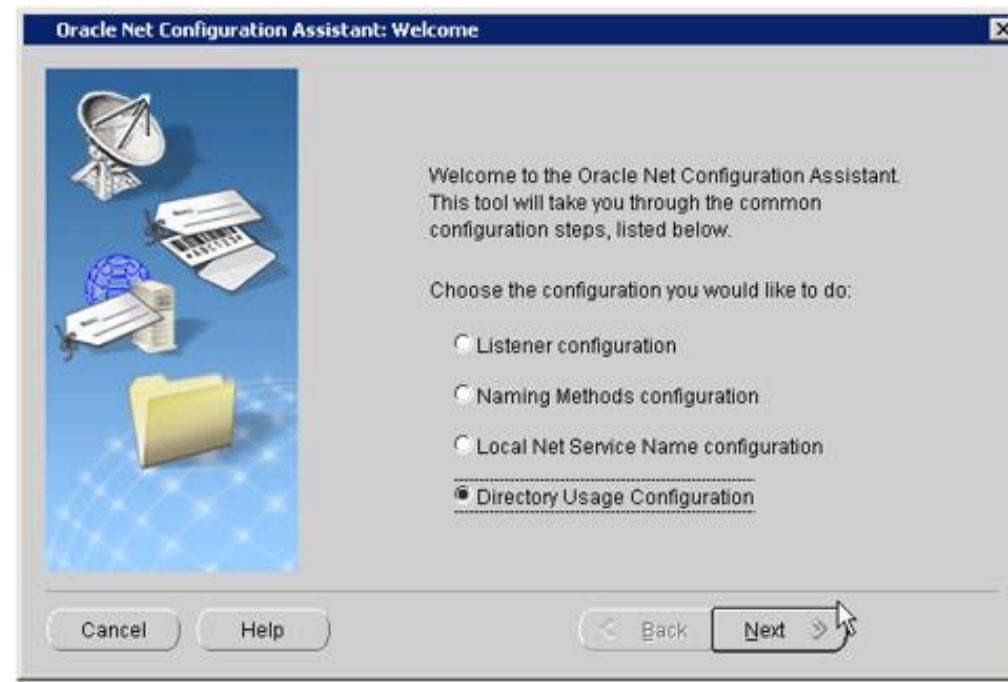 Oracle Net Configuration Assistant: Welcome
Welcome to the Oracle Net Configuration Assistant.
This tool will take you through the common
configuration steps, listed below.
Choose the configuration you would like to do:
Listener configuration
Naming Methods configuration
Local Net Service Name configuration
Directory Usage Configuration
Cancel
Help
Back
Next